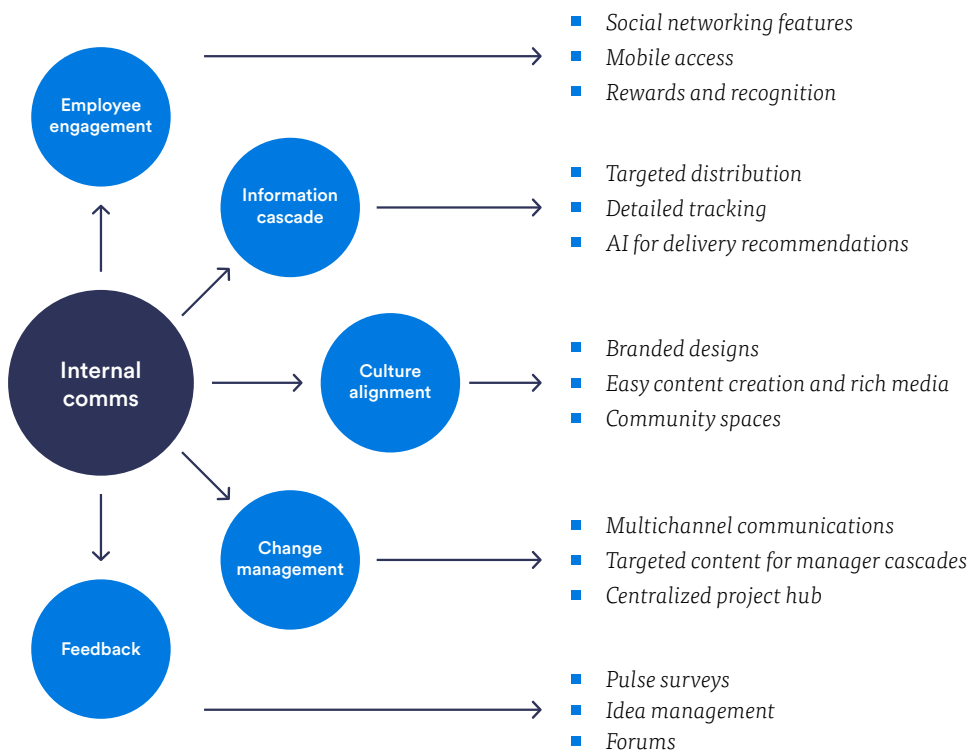 Social networking features
Mobile access
Rewards and recognition
Employee
engagement
Information
cascade
Targeted distribution
Detailed tracking
AI for delivery recommendations
Internal
comms
Culture
alignment
Branded designs
Easy content creation and rich media
Community spaces
Change
management
Multichannel communications
Targeted content for manager cascades
Centralized project hub
Feedback
Pulse surveys
Idea management
Forums